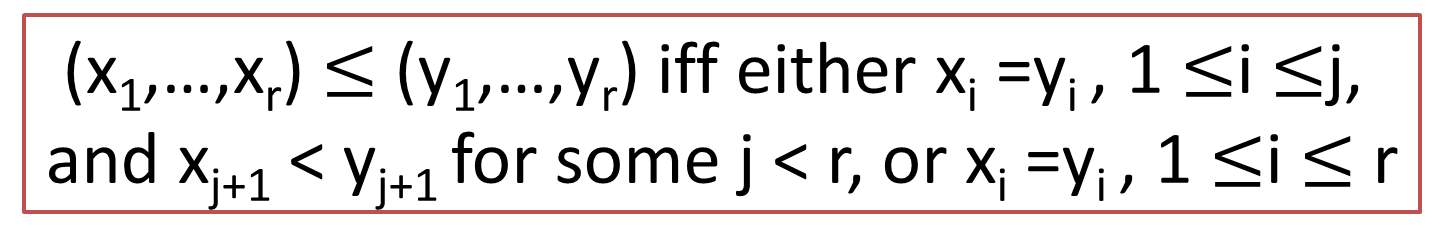 (x₁,...,xᵣ) ≤ (y₁,...,yᵣ) iff either xᵢ =yᵢ , 1 ≤i ≤j,
and xⱼ₊₁ < yⱼ₊₁ for some j < r, or xᵢ =yᵢ , 1 ≤i ≤ r